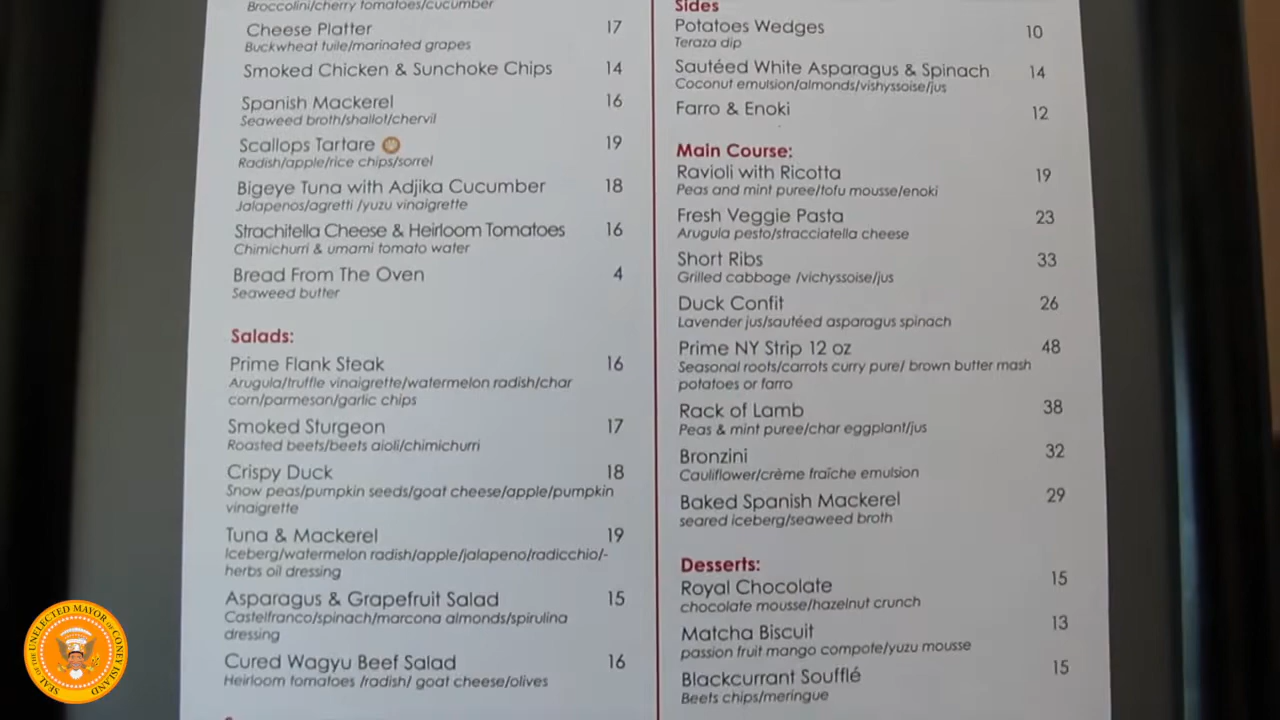 Broccolini/cherry tomatoes/cucumber
Cheese Platter 17
Buckwheat tuile/marinated grapes
Smoked Chicken & Sunchoke Chips 14
Spanish Mackerel 16
Seaweed broth/shallot/chervil
Scallops Tartare 19
Radish/apple/rice chips/sorrel
Bigeye Tuna with Adjika Cucumber 18
Jalapenos/agretti /yuzu vinaigrette
Strachitella Cheese & Heirloom Tomatoes 16
Chimichurri & umami tomato water
Bread From The Oven 4
Seaweed butter
Salads:
Prime Flank Steak 16
Arugula/truffle vinaigrette/watermelon radish/char
corn/parmesan/garlic chips
Smoked Sturgeon 17
Roasted beets/beets aioli/chimichurri
Crispy Duck 18
Snow peas/pumpkin seeds/goat cheese/apple/pumpkin
vinaigrette
Tuna & Mackerel 19
Iceberg/watermelon radish/apple/jalapeno/radicchio/-
herbs oil dressing
Asparagus & Grapefruit Salad 15
Castelfranco/spinach/marcona almonds/spirulina
dressing
Cured Wagyu Beef Salad 16
Heirloom tomatoes /radish/ goat cheese/olives
Sides
Potatoes Wedges 10
Teraza dip
Sautéed White Asparagus & Spinach 14
Coconut emulsion/almonds/vishyssoise/jus
Farro & Enoki 12
Main Course:
Ravioli with Ricotta 19
Peas and mint puree/tofu mousse/enoki
Fresh Veggie Pasta 23
Arugula pesto/stracciatella cheese
Short Ribs 33
Grilled cabbage /vichyssoise/jus
Duck Confit 26
Lavender jus/sautéed asparagus spinach
Prime NY Strip 12 oz 48
Seasonal roots/carrots curry pure/ brown butter mash
potatoes or farro
Rack of Lamb 38
Peas & mint puree/char eggplant/jus
Bronzini 32
Cauliflower/crème fraîche emulsion
Baked Spanish Mackerel 29
seared iceberg/seaweed broth
Desserts:
Royal Chocolate 15
chocolate mousse/hazelnut crunch
Matcha Biscuit 13
passion fruit mango compote/yuzu mousse
Blackcurrant Soufflé 15
Beets chips/meringue
SEAL OF THE UNELECTED MAYOR OF CONEY ISLAND